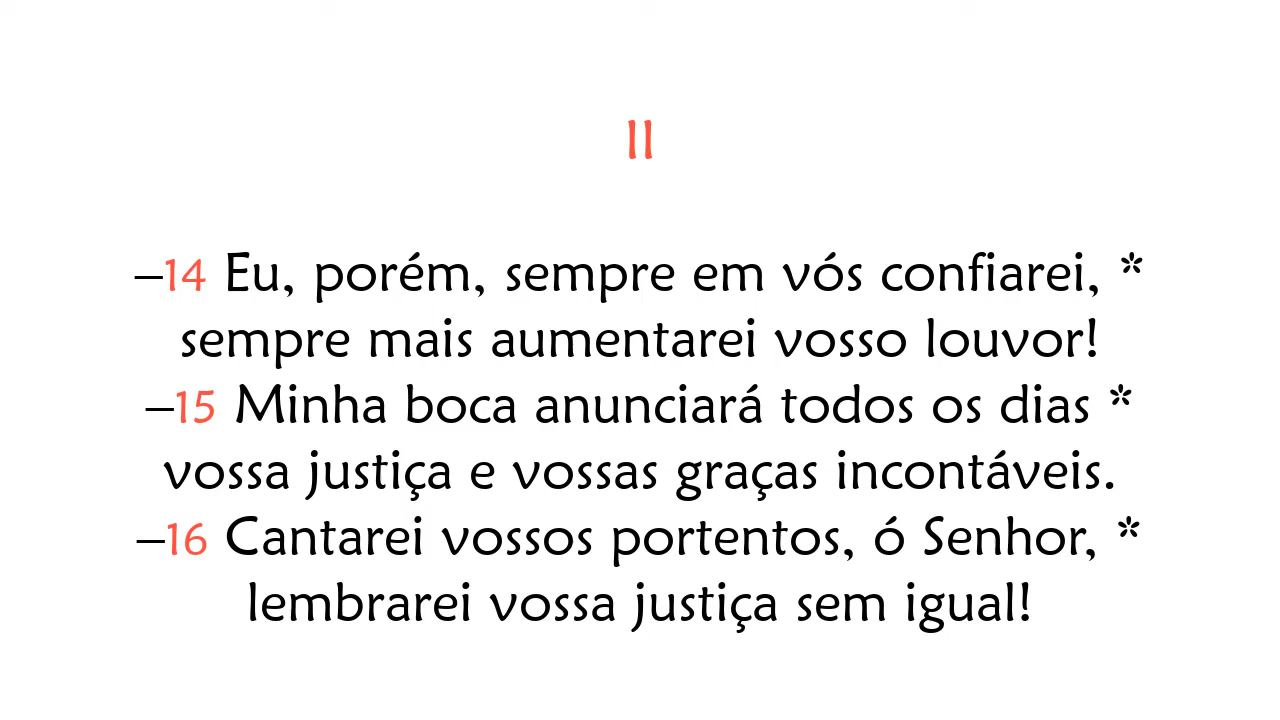 II
–14 Eu, porém, sempre em vós confiarei, *
sempre mais aumentarei vosso louvor!
–15 Minha boca anunciará todos os dias *
vossa justiça e vossas graças incontáveis.
–16 Cantarei vossos portentos, ó Senhor, *
lembrarei vossa justiça sem igual!